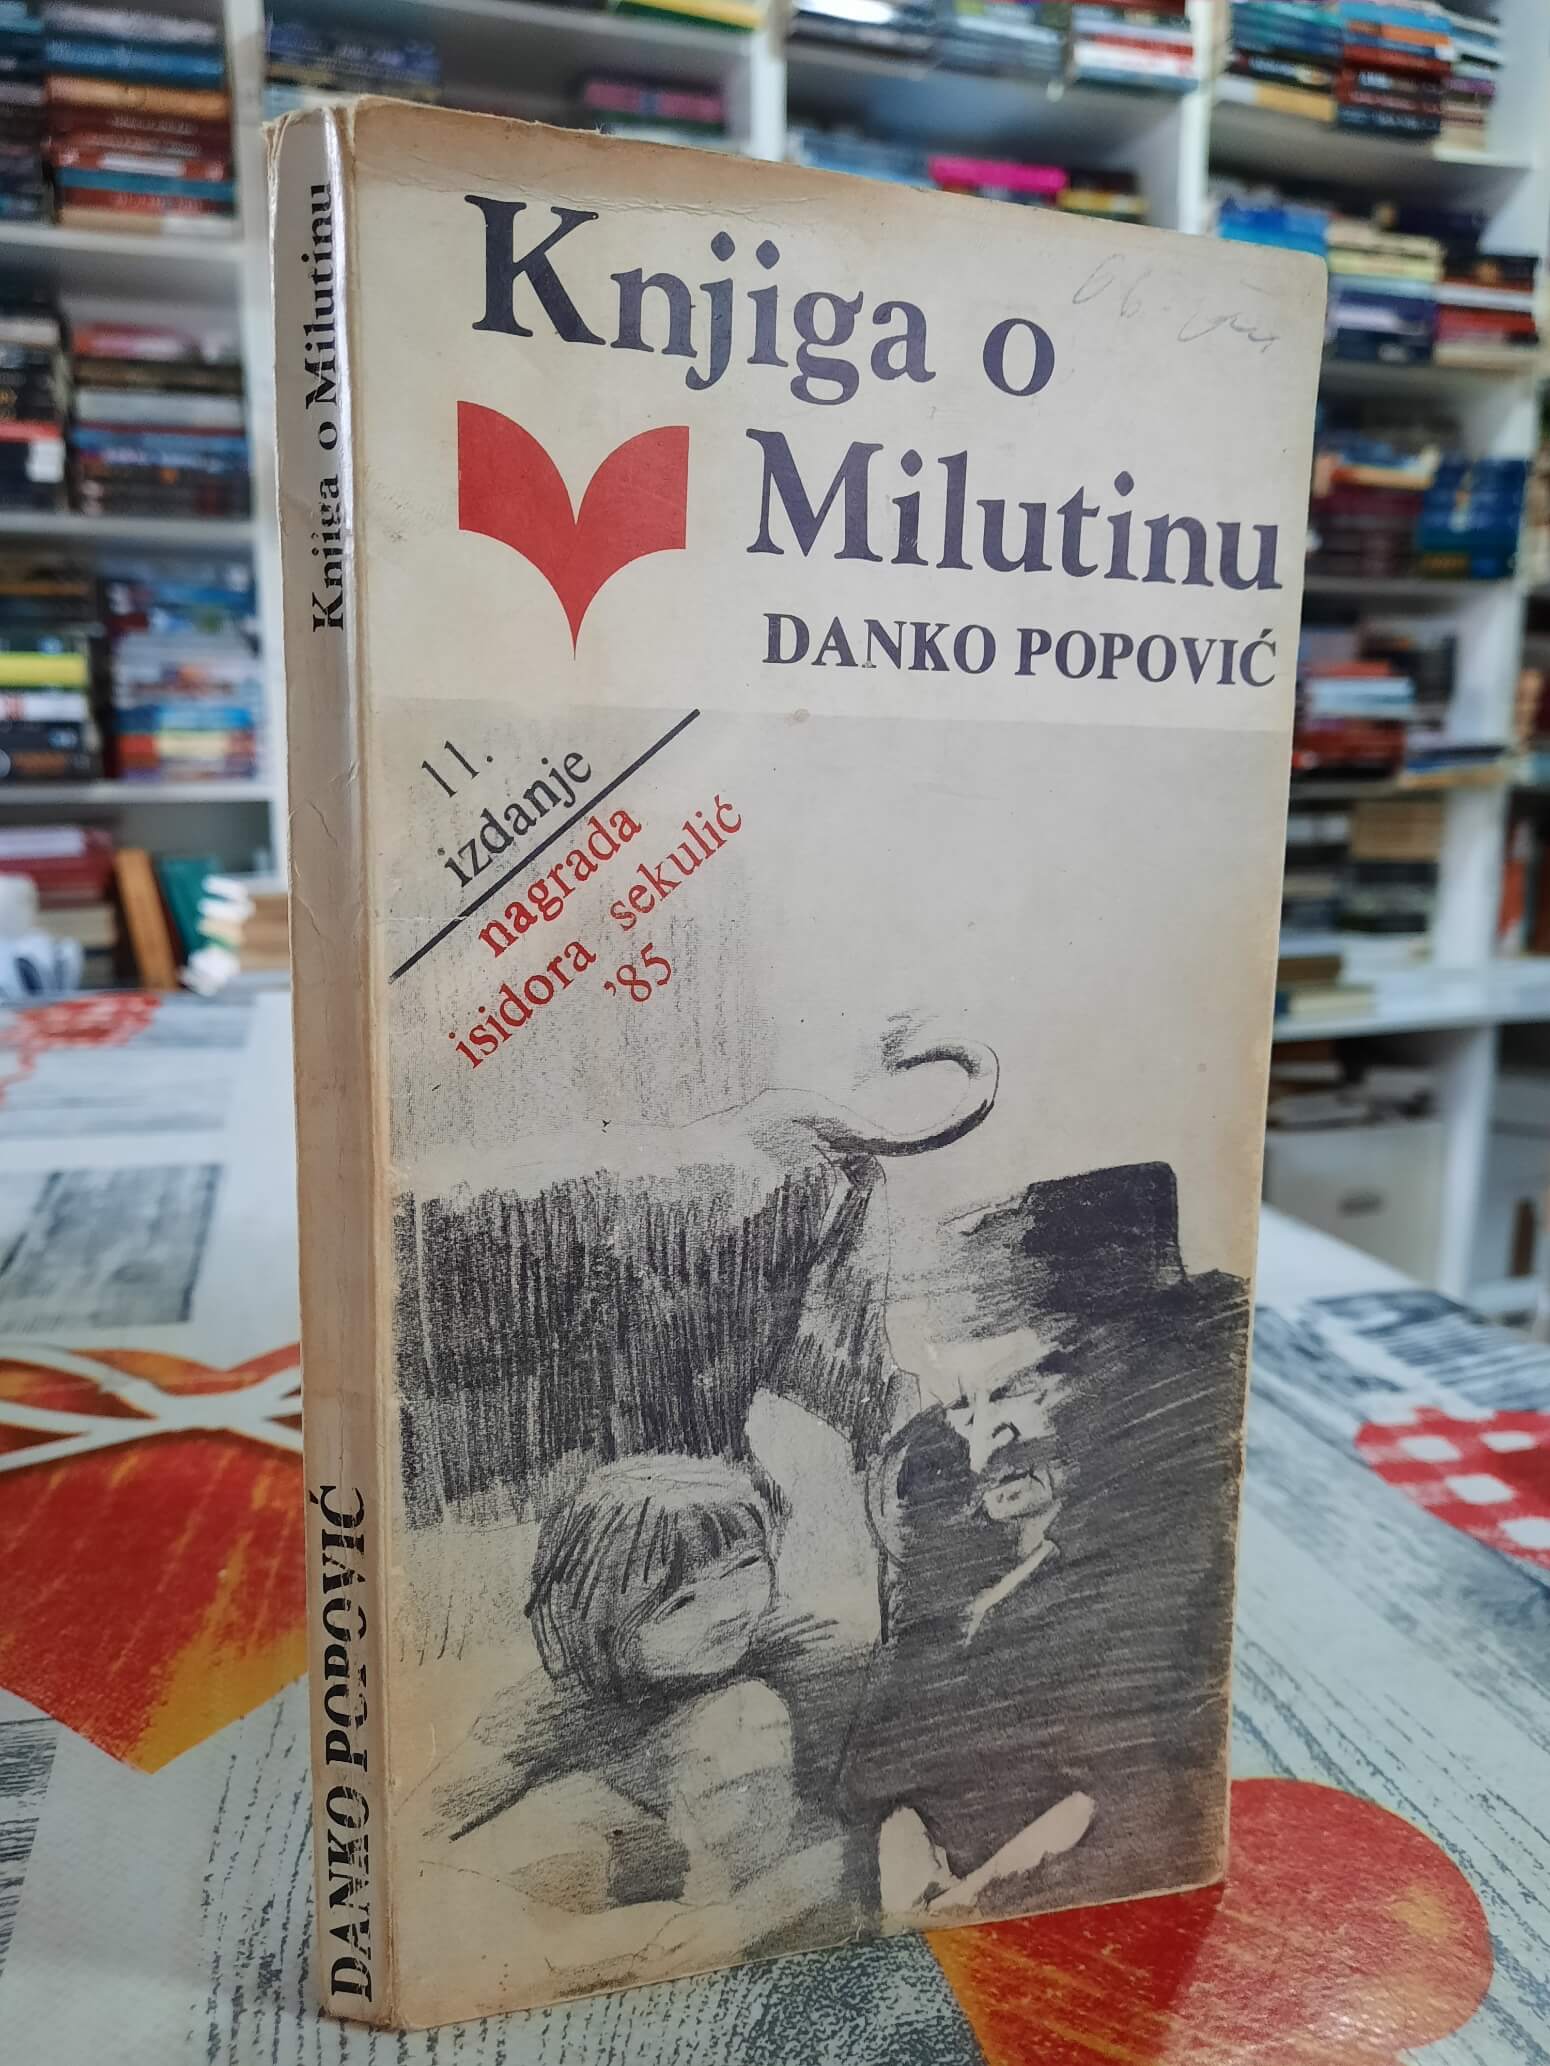 Knjiga o
Milutinu
DANKO POPOVIĆ
11.
izdanje
nagrada
isidora sekulić
'85
Knjiga o Milutinu
DANKO POPOVIĆ